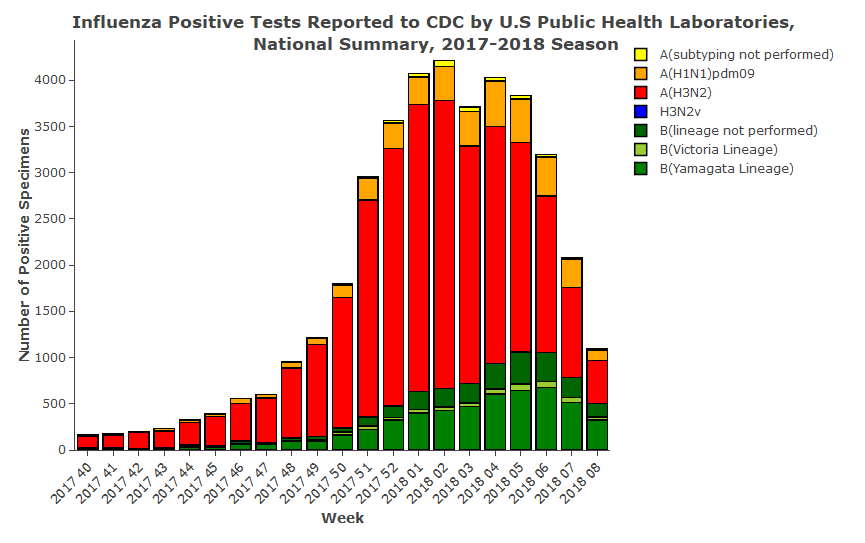 Influenza Positive Tests Reported to CDC by U.S Public Health Laboratories,
National Summary, 2017-2018 Season
A(subtyping not performed)
A(H1N1)pdm09
A(H3N2)
H3N2v
B(lineage not performed)
B(Victoria Lineage)
B(Yamagata Lineage)
Number of Positive Specimens
4000
3500
3000
2500
2000
1500
1000
500
0
2017 40
2017 41
2017 42
2017 43
2017 44
2017 45
2017 46
2017 47
2017 48
2017 49
2017 50
2017 51
2017 52
2018 01
2018 02
2018 03
2018 04
2018 05
2018 06
2018 07
2018 08
Week